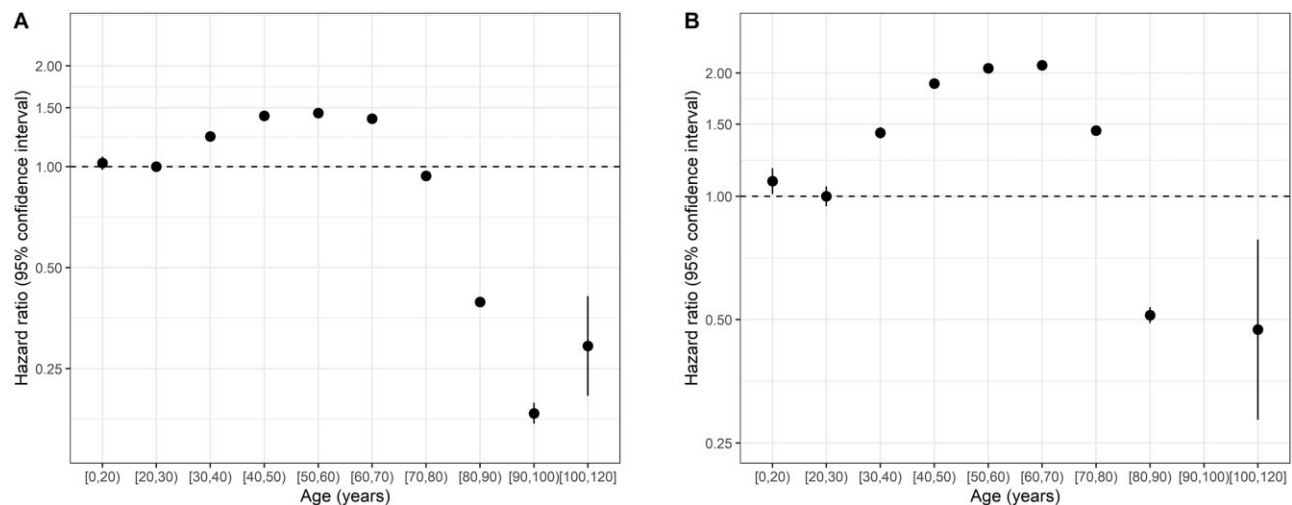 A
Hazard ratio (95% confidence interval)
2.00
1.50
1.00
0.50
0.25
[0,20) [20,30) [30,40) [40,50) [50,60) [60,70) [70,80) [80,90) [90,100) [100,120]
Age (years)
B
Hazard ratio (95% confidence interval)
2.00
1.50
1.00
0.50
0.25
[0,20) [20,30) [30,40) [40,50) [50,60) [60,70) [70,80) [80,90) [90,100) [100,120]
Age (years)